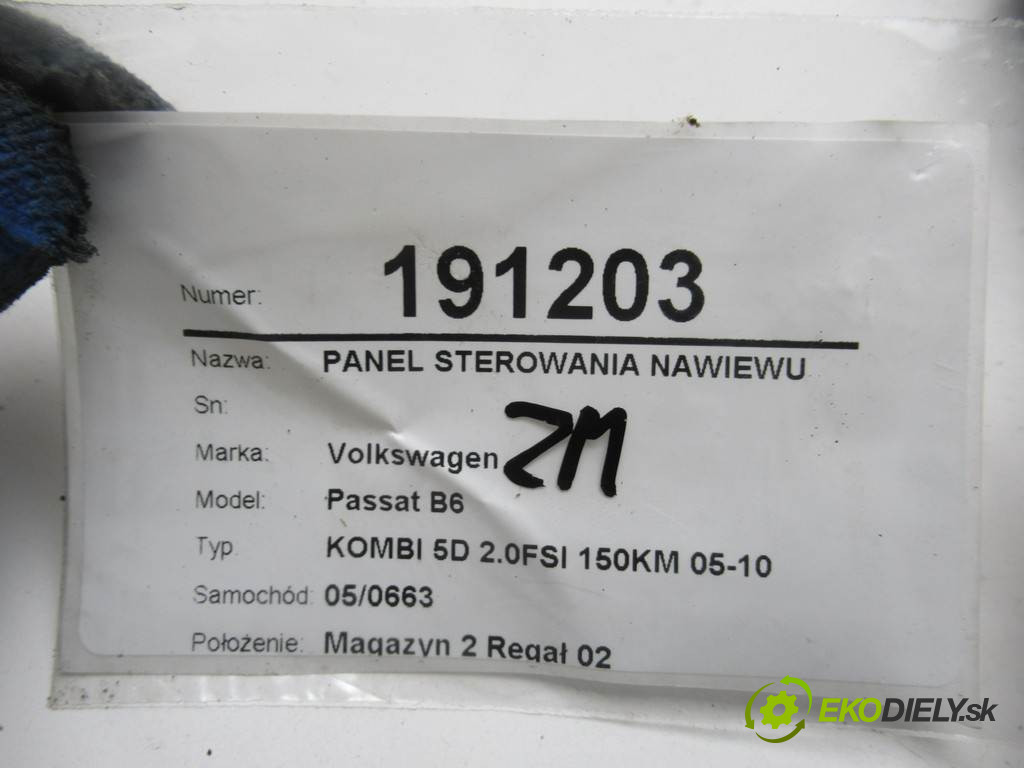 Numer: 191203
Nazwa: PANEL STEROWANIA NAWIEWU
Sn:
ZM
Marka: Volkswagen
Model: Passat B6
Typ: KOMBI 5D 2.0FSI 150KM 05-10
Samochód: 05/0663
Położenie: Magazyn 2 Regał 02
EKODIELY.sk